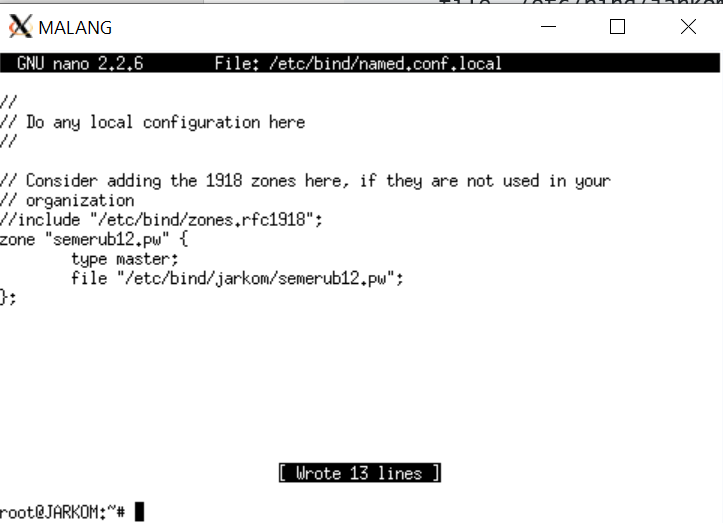 file "/etc/bind/jarkom
MALANG
GNU nano 2.2.6 File: /etc/bind/named.conf.local
//
// Do any local configuration here
//
// Consider adding the 1918 zones here, if they are not used in your
// organization
//include "/etc/bind/zones.rfc1918";
zone "semerub12.pw" {
type master;
file "/etc/bind/jarkom/semerub12.pw";
};
[ Wrote 13 lines ]
root@JARKOM:~#